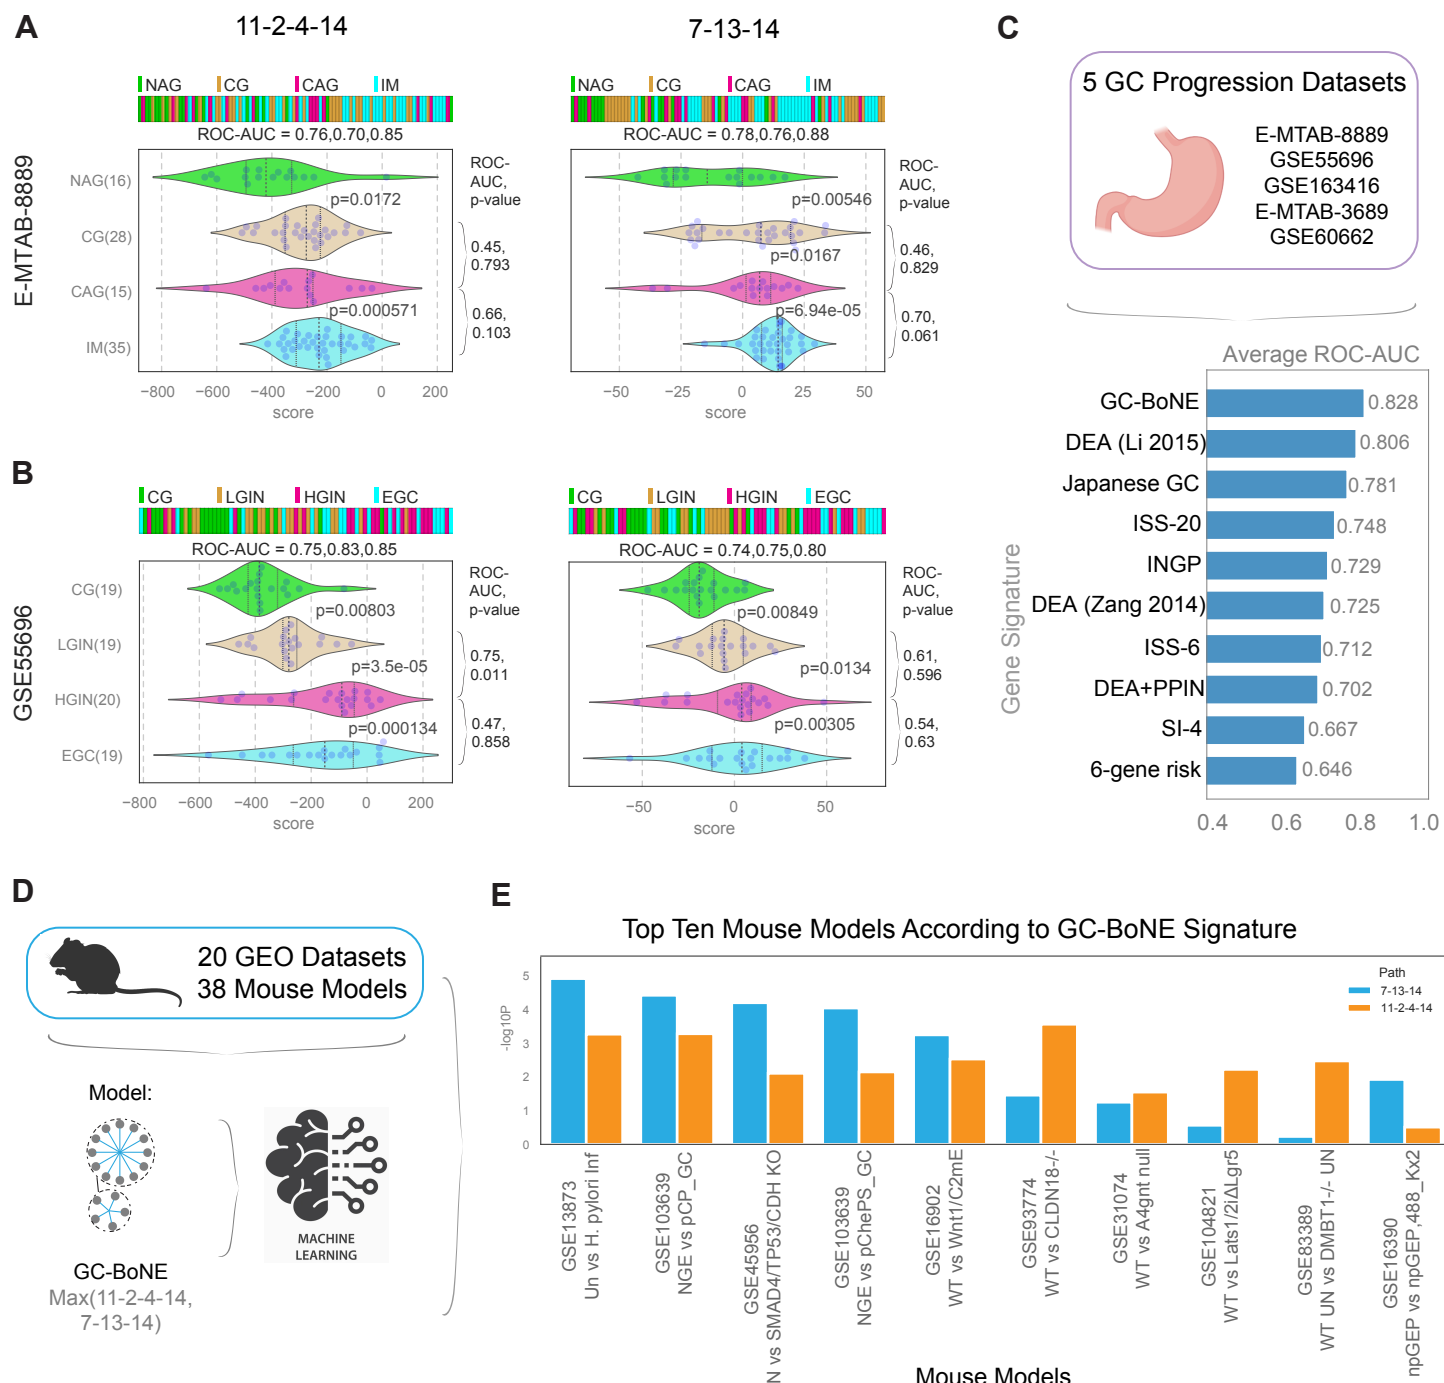 A
11-2-4-14
7-13-14
NAG CG CAG IM
ROC-AUC = 0.76,0.70,0.85
NAG CG CAG IM
ROC-AUC = 0.78,0.76,0.88
E-MTAB-8889
NAG(16)
CG(28)
CAG(15)
IM(35)
p=0.0172
p=0.000571
ROC-
AUC,
p-value
0.45,
0.793
0.66,
0.103
−800 −600 −400 −200 0 200
score
p=0.00546
p=0.0167
p=6.94e-05
ROC-
AUC,
p-value
0.46,
0.829
0.70,
0.061
−50 −25 0 25 50
score
B
CG LGIN HGIN EGC
ROC-AUC = 0.75,0.83,0.85
CG LGIN HGIN EGC
ROC-AUC = 0.74,0.75,0.80
GSE55696
CG(19)
LGIN(19)
HGIN(20)
EGC(19)
p=0.00803
p=3.5e-05
p=0.000134
ROC-
AUC,
p-value
0.75,
0.011
0.47,
0.858
−800 −600 −400 −200 0 200
score
p=0.00849
p=0.0134
p=0.00305
ROC-
AUC,
p-value
0.61,
0.596
0.54,
0.63
−50 0 50
score
C
5 GC Progression Datasets
E-MTAB-8889
GSE55696
GSE163416
E-MTAB-3689
GSE60662
Average ROC-AUC
Gene Signature
GC-BoNE 0.828
DEA (Li 2015) 0.806
Japanese GC 0.781
ISS-20 0.748
INGP 0.729
DEA (Zang 2014) 0.725
ISS-6 0.712
DEA+PPIN 0.702
SI-4 0.667
6-gene risk 0.646
0.4 0.6 0.8 1.0
D
20 GEO Datasets
38 Mouse Models
Model:
MACHINE
LEARNING
GC-BoNE
Max(11-2-4-14,
7-13-14)
E
Top Ten Mouse Models According to GC-BoNE Signature
-log10P
5
4
3
2
1
0
Path
7-13-14
11-2-4-14
GSE13873
Un vs H. pylori Inf
GSE103639
NGE vs pCP_GC
GSE45956
N vs SMAD4/TP53/CDH KO
GSE103639
NGE vs pChePS_GC
GSE16902
WT vs Wnt1/C2mE
GSE93774
WT vs CLDN18-/-
GSE31074
WT vs A4gnt null
GSE104821
WT vs Lats1/2iΔLgr5
GSE83389
WT UN vs DMBT1-/- UN
GSE16390
npGEP vs npGEP,488_Kx2
Mouse Models